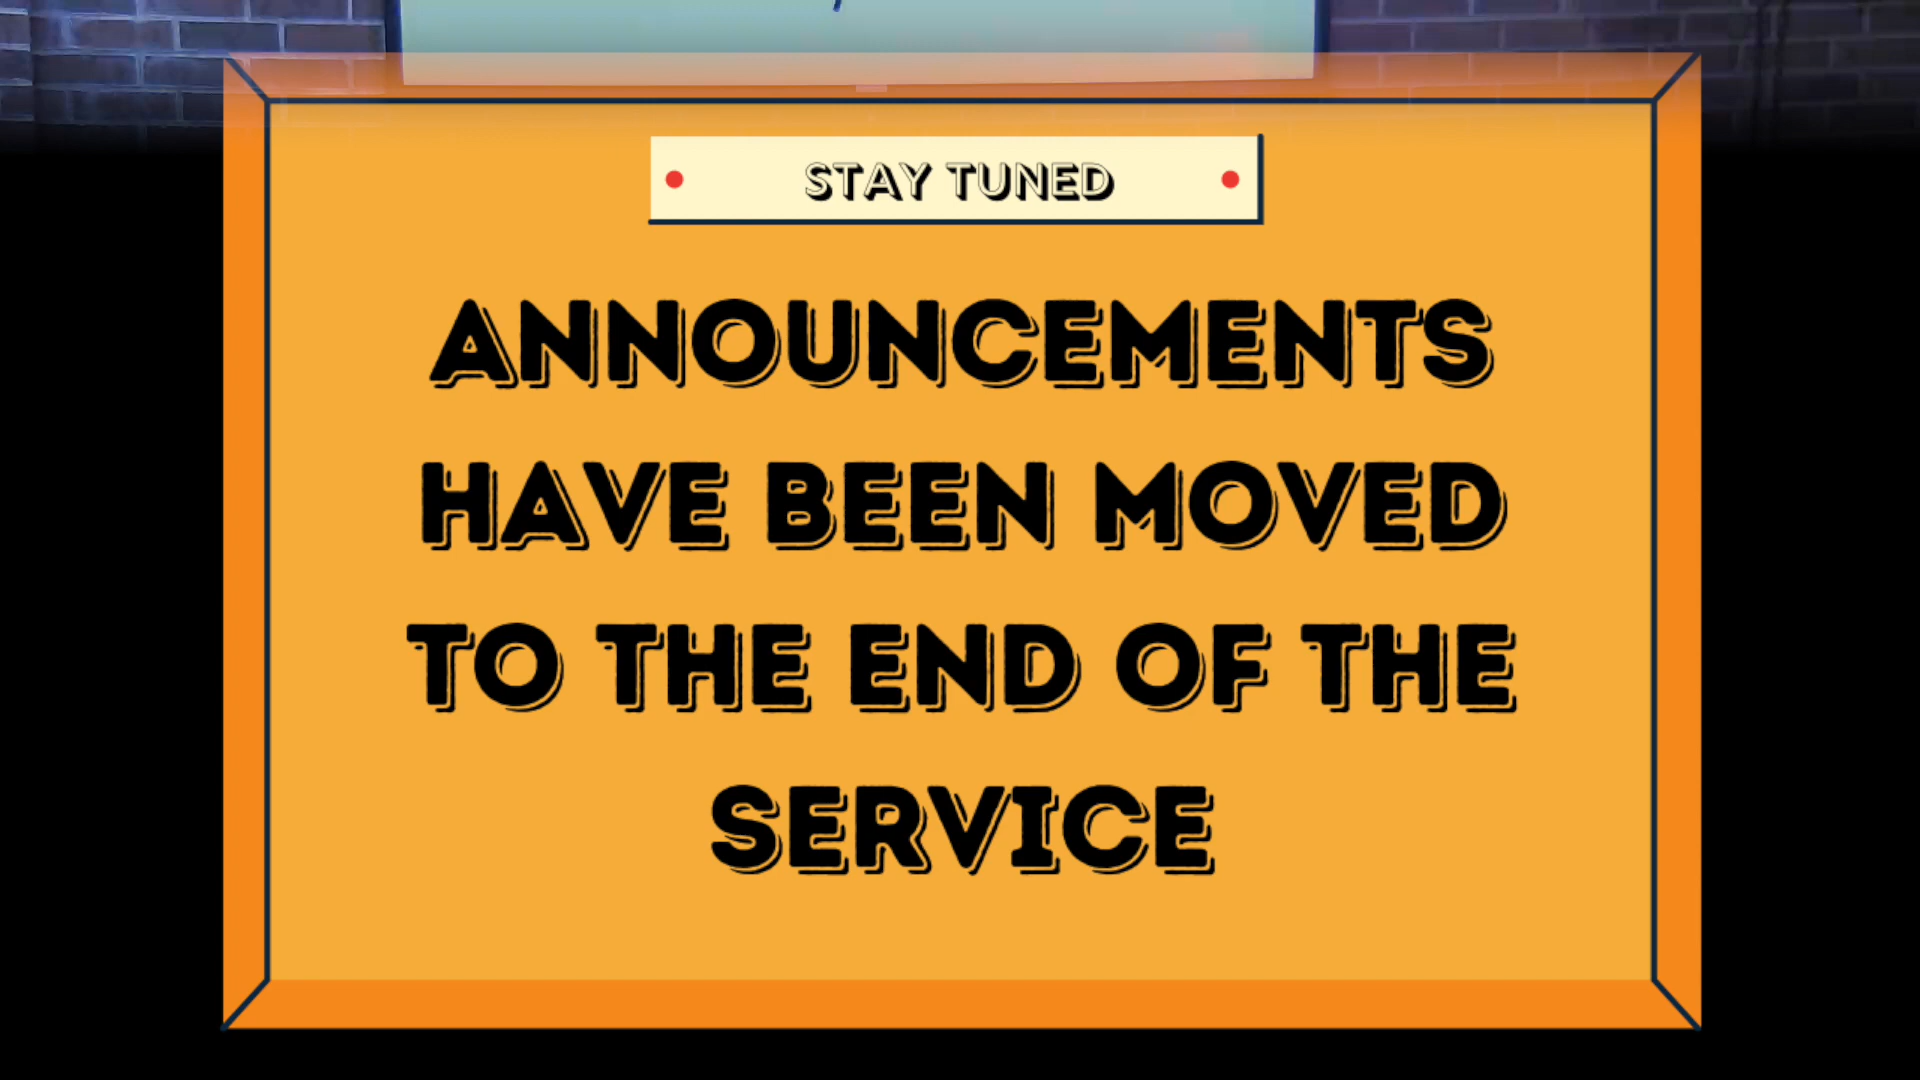 STAY TUNED
ANNOUNCEMENTS
HAVE BEEN MOVED
TO THE END OF THE
SERVICE